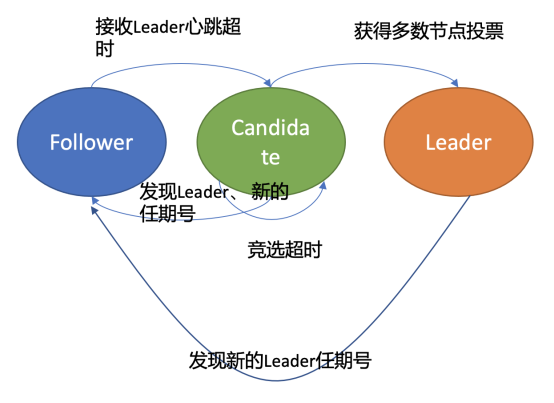 接收Leader心跳超
时
获得多数节点投票
Follower
Candida
te
Leader
发现Leader、 新的
任期号
竞选超时
发现新的Leader任期号